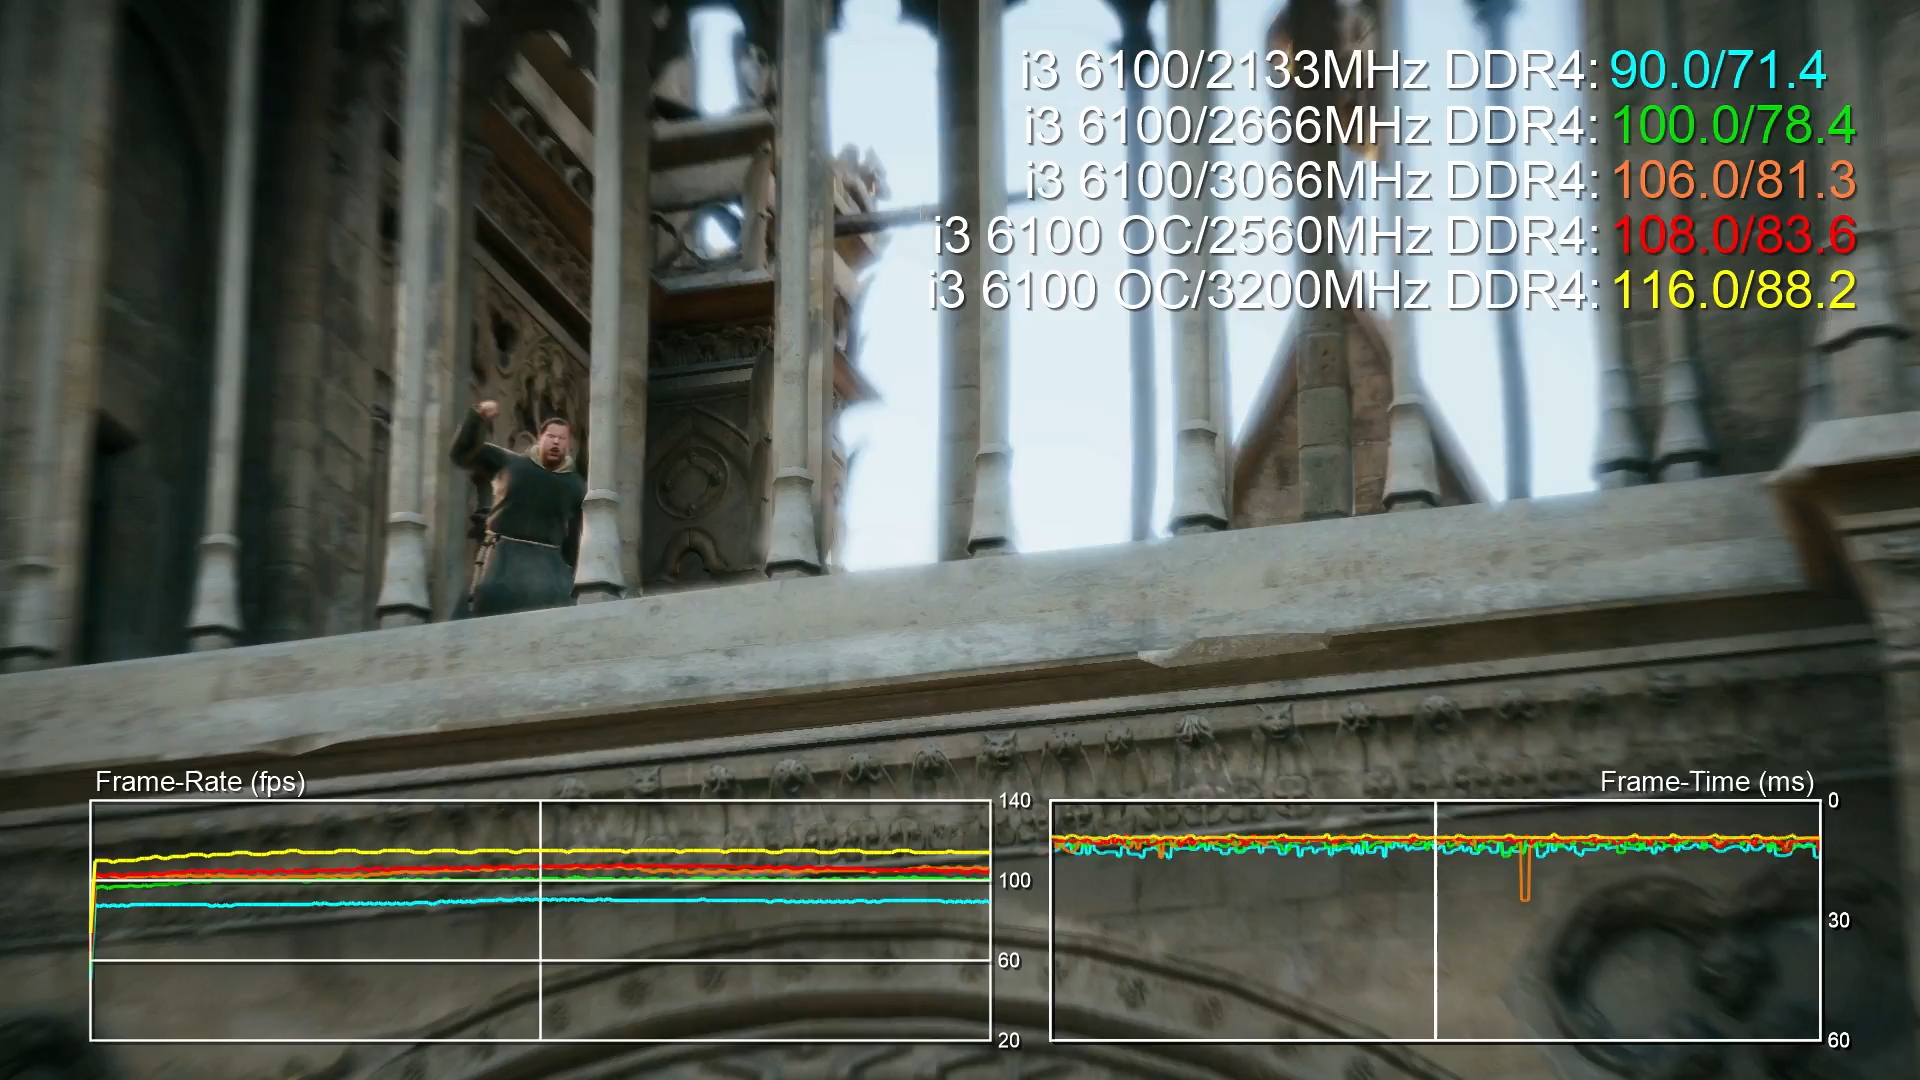 i3 6100/2133MHz DDR4: 90.0/71.4
i3 6100/2666MHz DDR4: 100.0/78.4
i3 6100/3066MHz DDR4: 106.0/81.3
i3 6100 OC/2560MHz DDR4: 108.0/83.6
i3 6100 OC/3200MHz DDR4: 116.0/88.2
Frame-Rate (fps)
140
100
60
20
Frame-Time (ms)
0
30
60